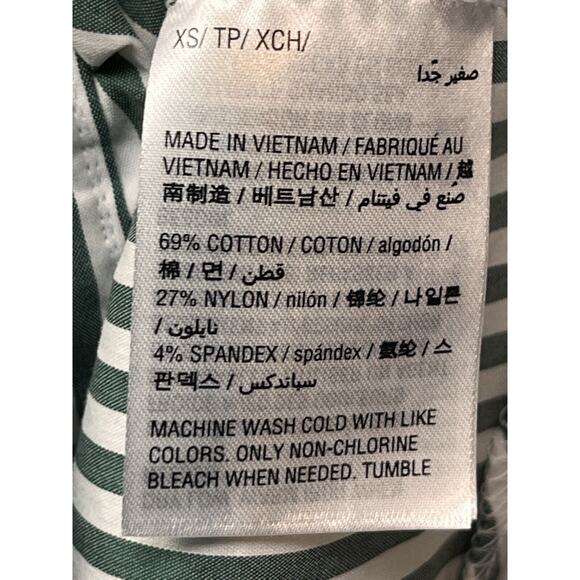 XS/ TP/ XCH/
صغير جّدا
MADE IN VIETNAM / FABRIQUÉ AU
VIETNAM / HECHO EN VIETNAM / 越
南制造 / 베트남산 / صُنع في فيتنام
69% COTTON / COTON / algodón /
棉 / 면 / قطن
27% NYLON / nilón / 锦纶 / 나일론
/ نايلون
4% SPANDEX / spándex / 氨纶 / 스
판덱스 / سباندكس
MACHINE WASH COLD WITH LIKE
COLORS. ONLY NON-CHLORINE
BLEACH WHEN NEEDED. TUMBLE